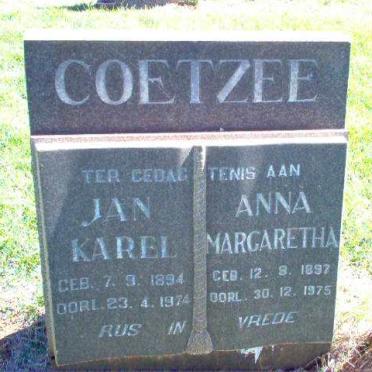 COETZEE
TER GEDAGTENIS AAN
JAN
KAREL
GEB. 7. 9. 1894
OORL. 23. 4. 1974
ANNA
MARGARETHA
GEB. 12. 9. 1897
OORL. 30. 12. 1975
RUS IN VREDE